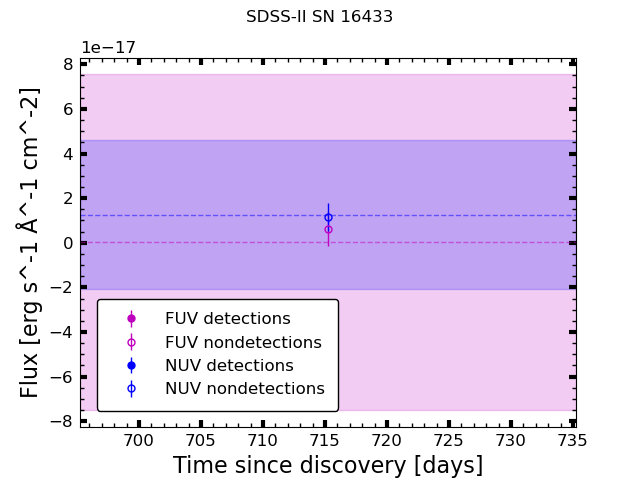 SDSS-II SN 16433
1e−17
8
6
4
2
0
−2
−4
−6
−8
Flux [erg s^-1 Å^-1 cm^-2]
FUV detections
FUV nondetections
NUV detections
NUV nondetections
700 705 710 715 720 725 730 735
Time since discovery [days]